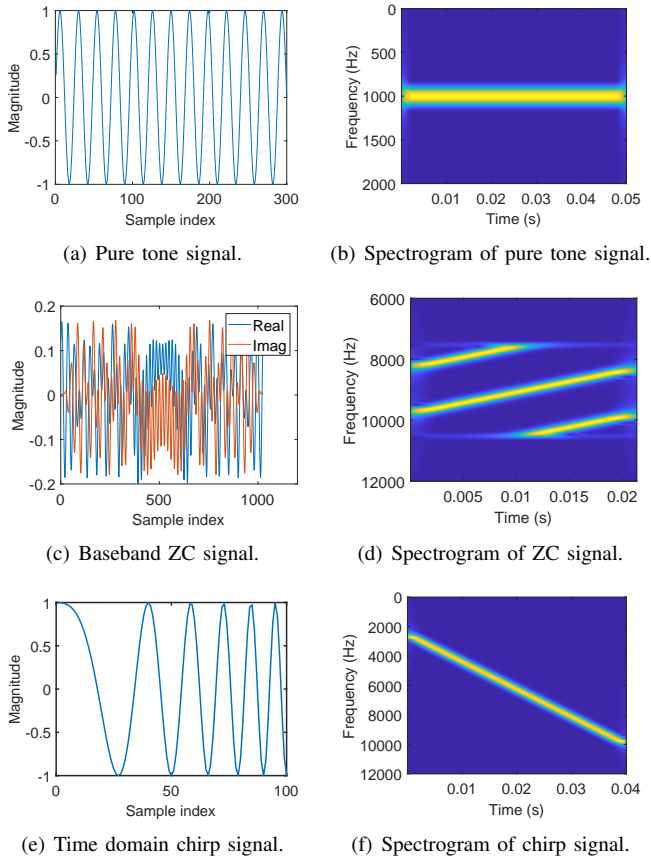 Magnitude
1
0.5
0
-0.5
-1
0 100 200 300
Sample index
(a) Pure tone signal.
Frequency (Hz)
0
500
1000
1500
2000
0.01 0.02 0.03 0.04 0.05
Time (s)
(b) Spectrogram of pure tone signal.
Magnitude
0.2
0.1
0
-0.1
-0.2
Real
Imag
0 500 1000
Sample index
(c) Baseband ZC signal.
Frequency (Hz)
6000
8000
10000
12000
0.005 0.01 0.015 0.02
Time (s)
(d) Spectrogram of ZC signal.
Magnitude
1
0.5
0
-0.5
-1
0 50 100
Sample index
(e) Time domain chirp signal.
Frequency (Hz)
0
2000
4000
6000
8000
10000
12000
0.01 0.02 0.03 0.04
Time (s)
(f) Spectrogram of chirp signal.